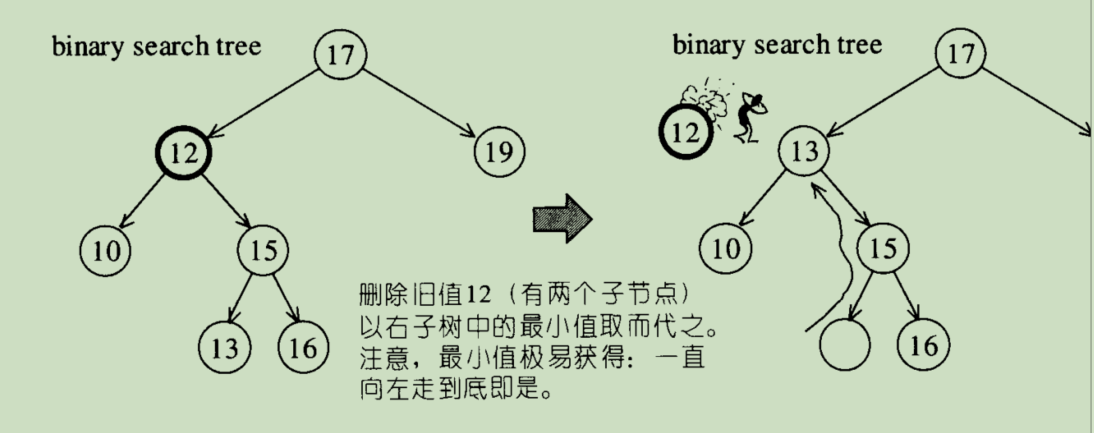 binary search tree
17
12
19
10
15
13
16
删除旧值12（有两个子节点）
以右子树中的最小值取而代之。
注意，最小值极易获得：一直
向左走到底即是。
binary search tree
17
12
13
10
15
16